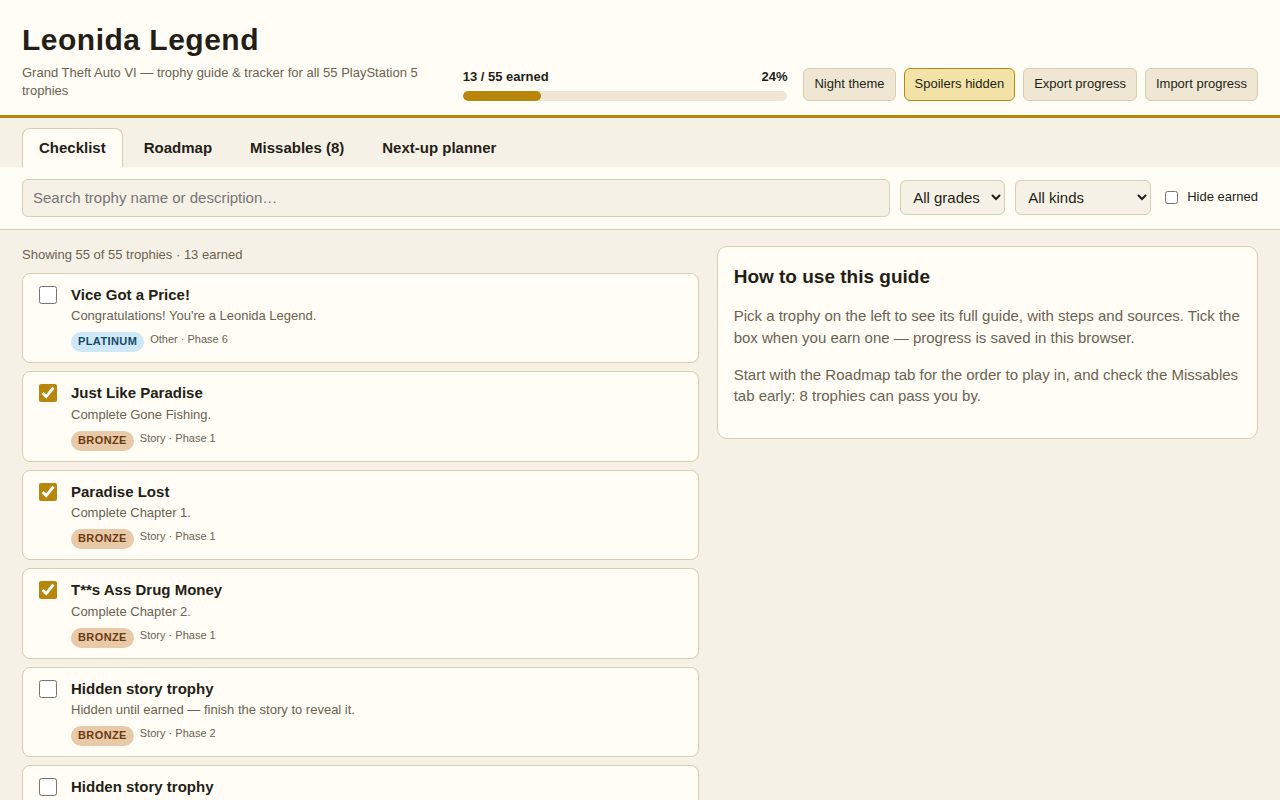 Leonida Legend
Grand Theft Auto VI — trophy guide & tracker for all 55 PlayStation 5
trophies
13 / 55 earned
24%
Night theme
Spoilers hidden
Export progress
Import progress
Checklist
Roadmap
Missables (8)
Next-up planner
Search trophy name or description…
All grades
All kinds
Hide earned
Showing 55 of 55 trophies · 13 earned
Vice Got a Price!
Congratulations! You're a Leonida Legend.
PLATINUM Other · Phase 6
Just Like Paradise
Complete Gone Fishing.
BRONZE Story · Phase 1
Paradise Lost
Complete Chapter 1.
BRONZE Story · Phase 1
T**s Ass Drug Money
Complete Chapter 2.
BRONZE Story · Phase 1
Hidden story trophy
Hidden until earned — finish the story to reveal it.
BRONZE Story · Phase 2
Hidden story trophy
How to use this guide
Pick a trophy on the left to see its full guide, with steps and sources. Tick the
box when you earn one — progress is saved in this browser.
Start with the Roadmap tab for the order to play in, and check the Missables
tab early: 8 trophies can pass you by.